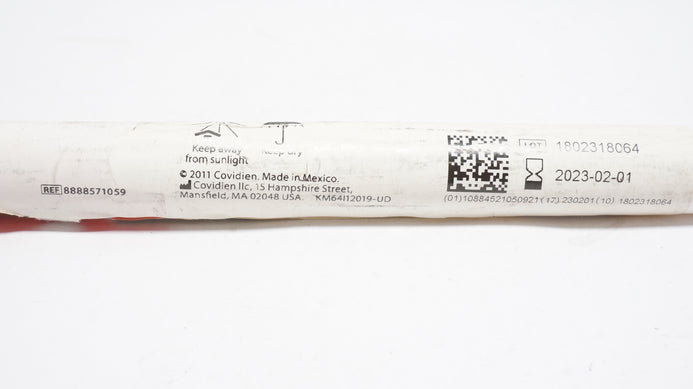 Keep away
from sunlight
Keep dry
© 2011 Covidien. Made in Mexico.
Covidien llc, 15 Hampshire Street,
Mansfield, MA 02048 USA. KM64112019-UD
REF 8888571059
LOT 1802318064
2023-02-01
(01)10884521050921(17)230201(10)1802318064